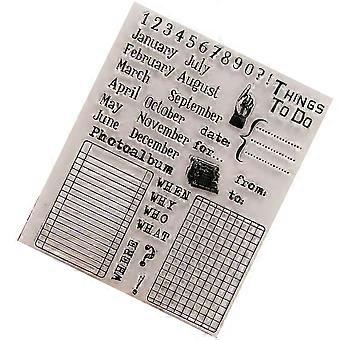 1234567890?!
January July
February August
March September
April October
May November
June December
THINGS
TO DO
date:
for...
from:
to:
Photoalbum
WHEN
WHY
WHO
WHAT
WHERE
?
!